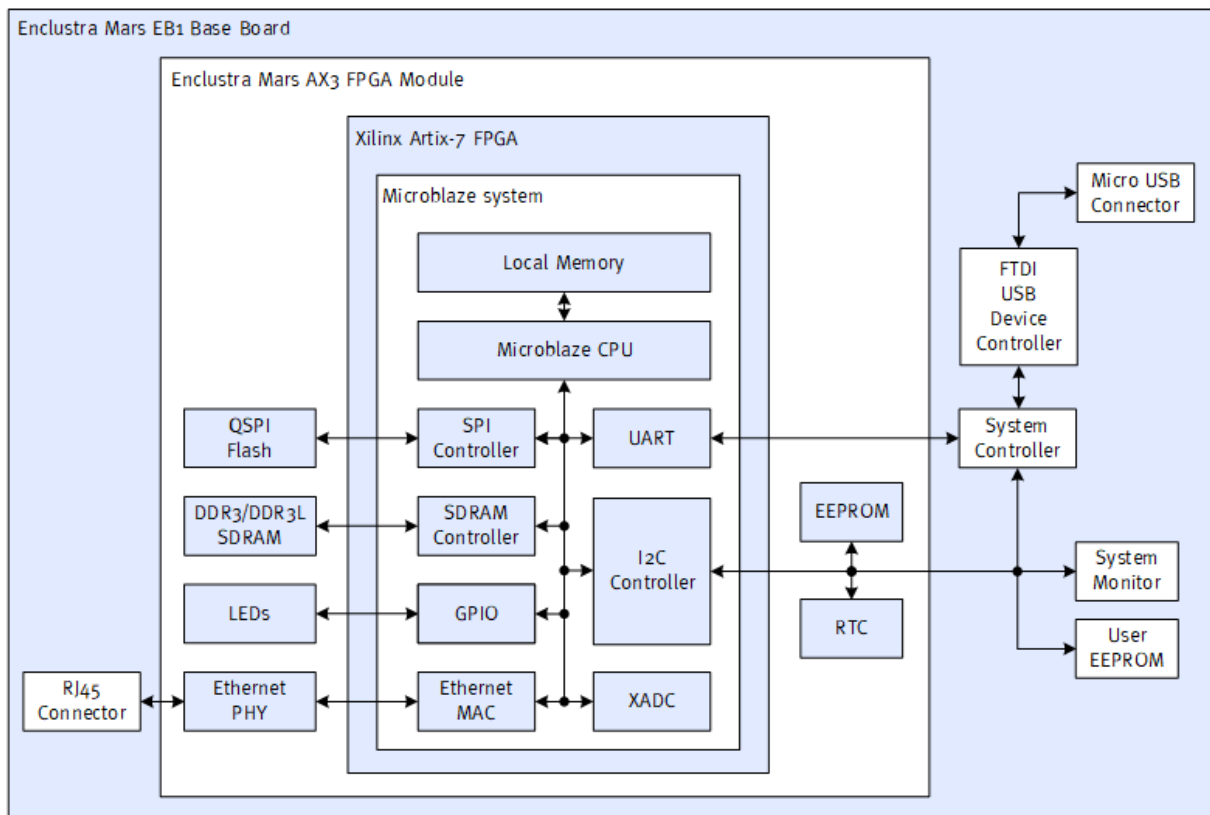 Enclustra Mars EB1 Base Board
Enclustra Mars AX3 FPGA Module
Xilinx Artix-7 FPGA
Microblaze system
Local Memory
Microblaze CPU
QSPI
Flash
SPI
Controller
UART
DDR3/DDR3L
SDRAM
SDRAM
Controller
I2C
Controller
LEDs
GPIO
Ethernet
PHY
Ethernet
MAC
XADC
RJ45
Connector
EEPROM
RTC
Micro USB
Connector
FTDI
USB
Device
Controller
System
Controller
System
Monitor
User
EEPROM